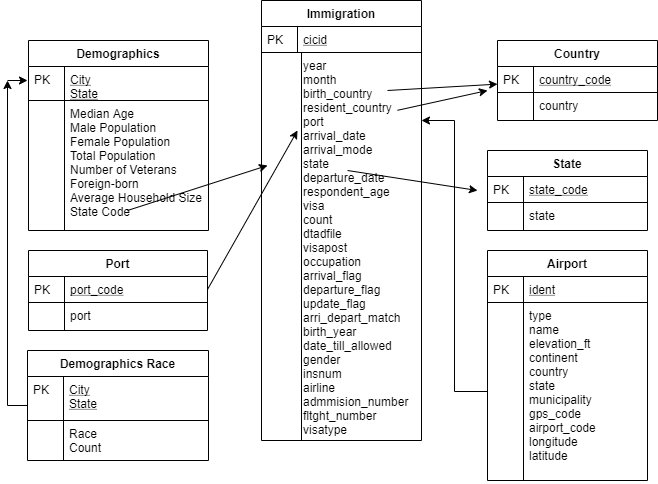 Immigration
PK cicid
year
month
birth_country
resident_country
port
arrival_date
arrival_mode
state
departure_date
respondent_age
visa
count
dtadfile
visapost
occupation
arrival_flag
departure_flag
update_flag
arri_depart_match
birth_year
date_till_allowed
gender
insnum
airline
admmision_number
fltght_number
visatype
Demographics
PK City
State
Median Age
Male Population
Female Population
Total Population
Number of Veterans
Foreign-born
Average Household Size
State Code
Port
PK port_code
port
Demographics Race
PK City
State
Race
Count
Country
PK country_code
country
State
PK state_code
state
Airport
PK ident
type
name
elevation_ft
continent
country
state
municipality
gps_code
airport_code
longitude
latitude